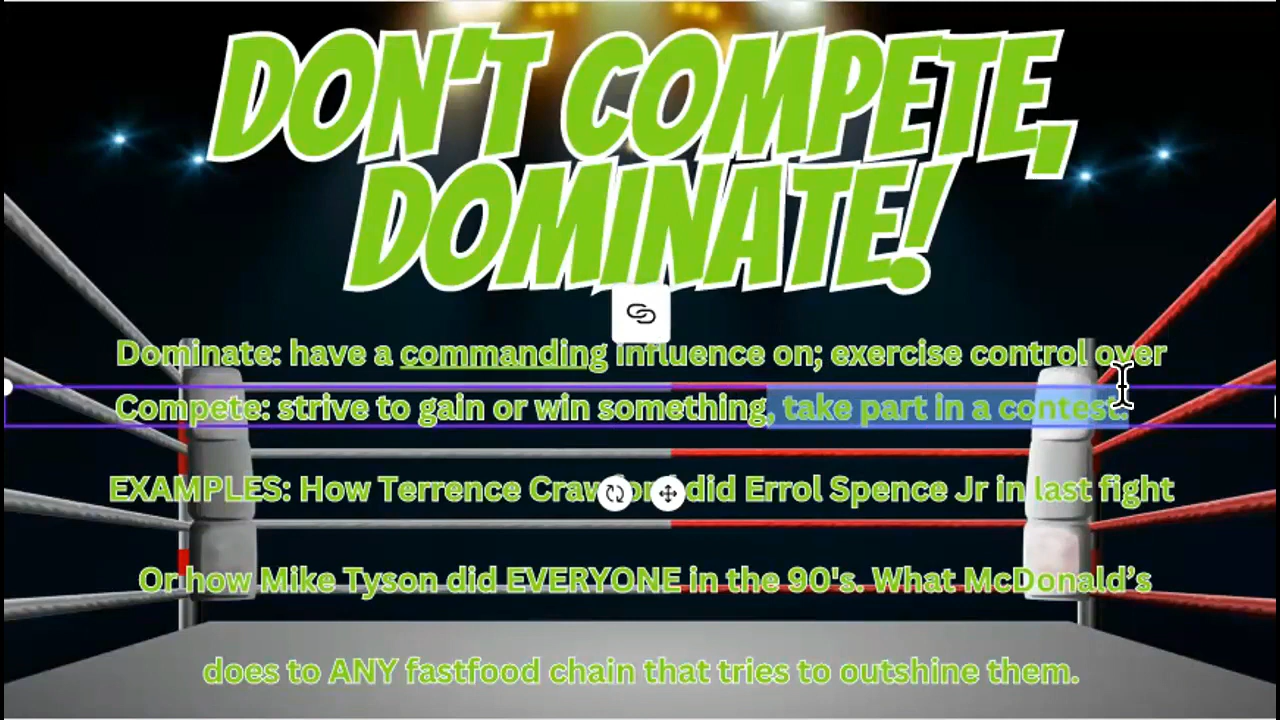 DON'T COMPETE,
DOMINATE!
Dominate: have a commanding influence on; exercise control over
Compete: strive to gain or win something, take part in a contest.
EXAMPLES: How Terrence Crawford did Errol Spence Jr in last fight
Or how Mike Tyson did EVERYONE in the 90's. What McDonald’s
does to ANY fastfood chain that tries to outshine them.